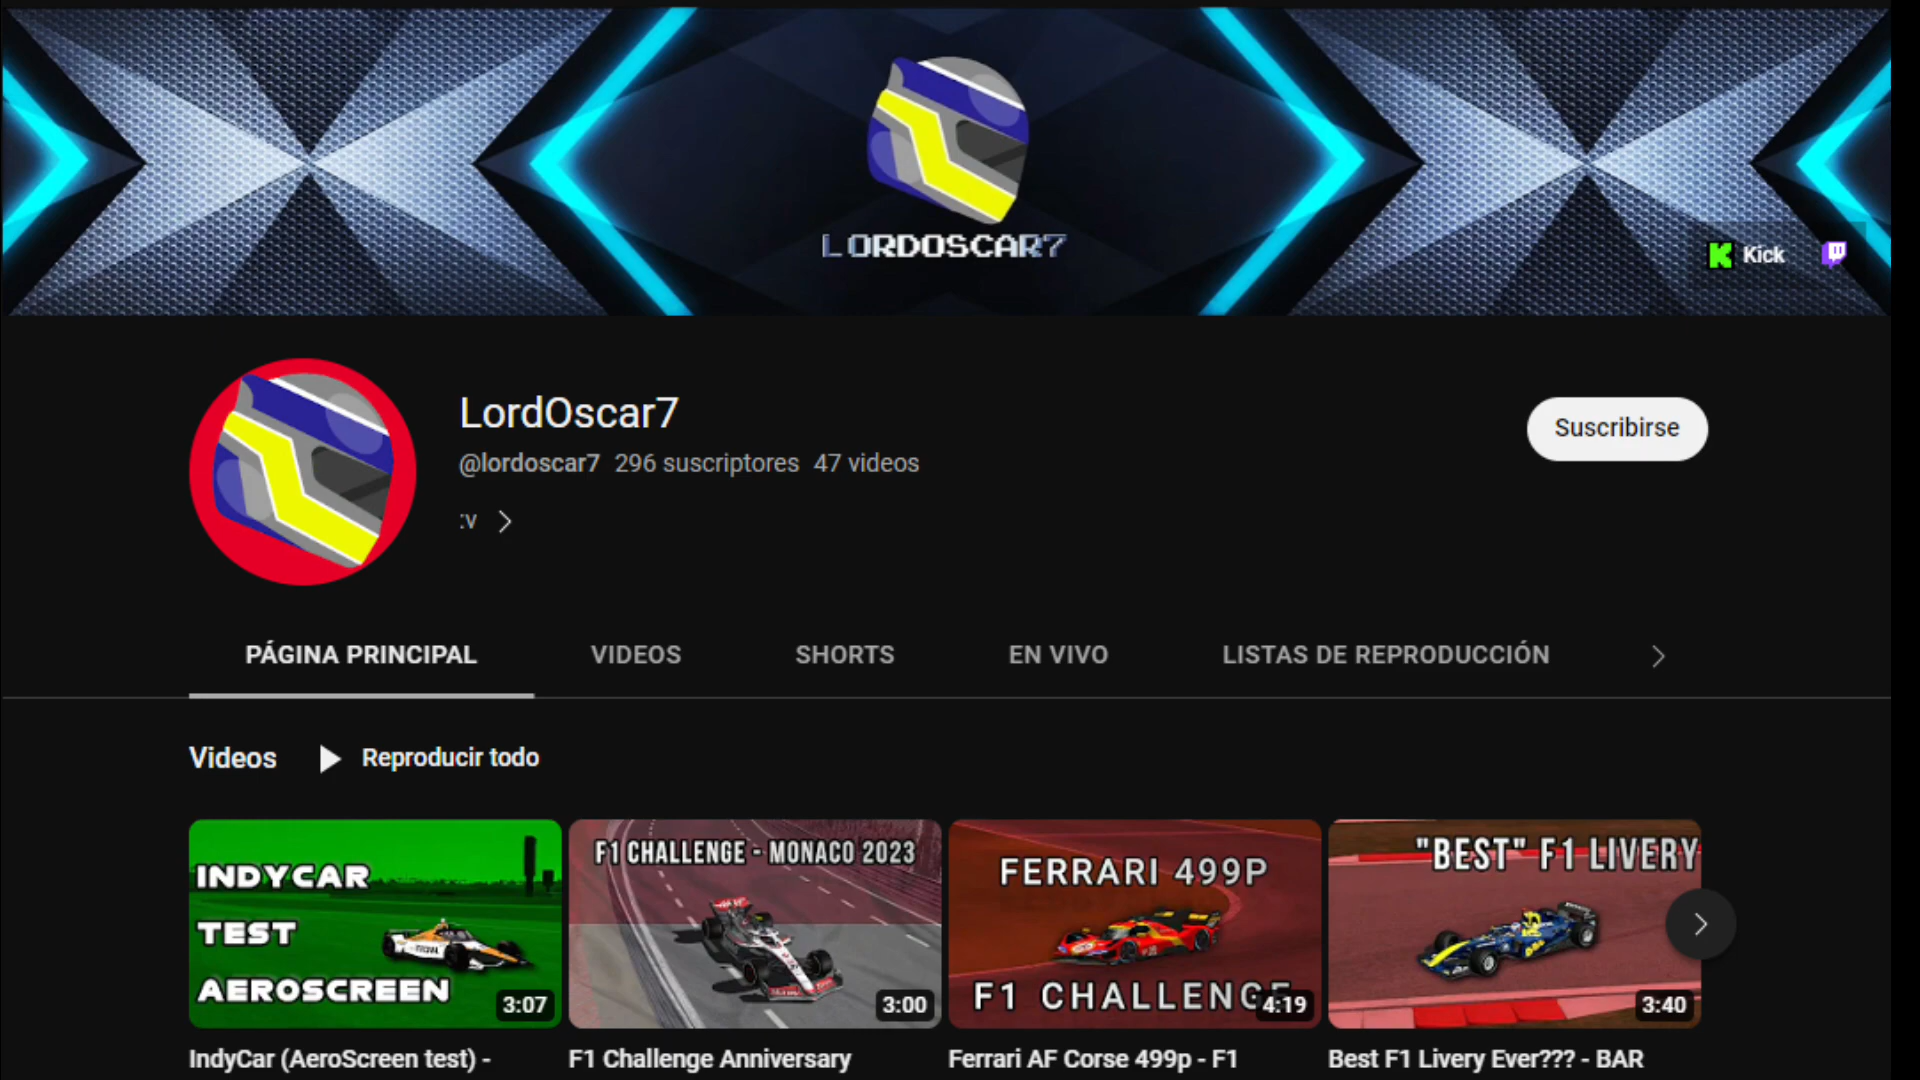 LORDOSCAR7
Kick
LordOscar7
@lordoscar7 296 suscriptores 47 videos
:v
Suscribirse
PÁGINA PRINCIPAL VIDEOS SHORTS EN VIVO LISTAS DE REPRODUCCIÓN
Videos Reproducir todo
INDYCAR
TEST
AEROSCREEN
3:07
F1 CHALLENGE - MONACO 2023
3:00
FERRARI 499P
F1 CHALLENGE
4:19
"BEST" F1 LIVERY
3:40
IndyCar (AeroScreen test) -
F1 Challenge Anniversary
Ferrari AF Corse 499p - F1
Best F1 Livery Ever??? - BAR